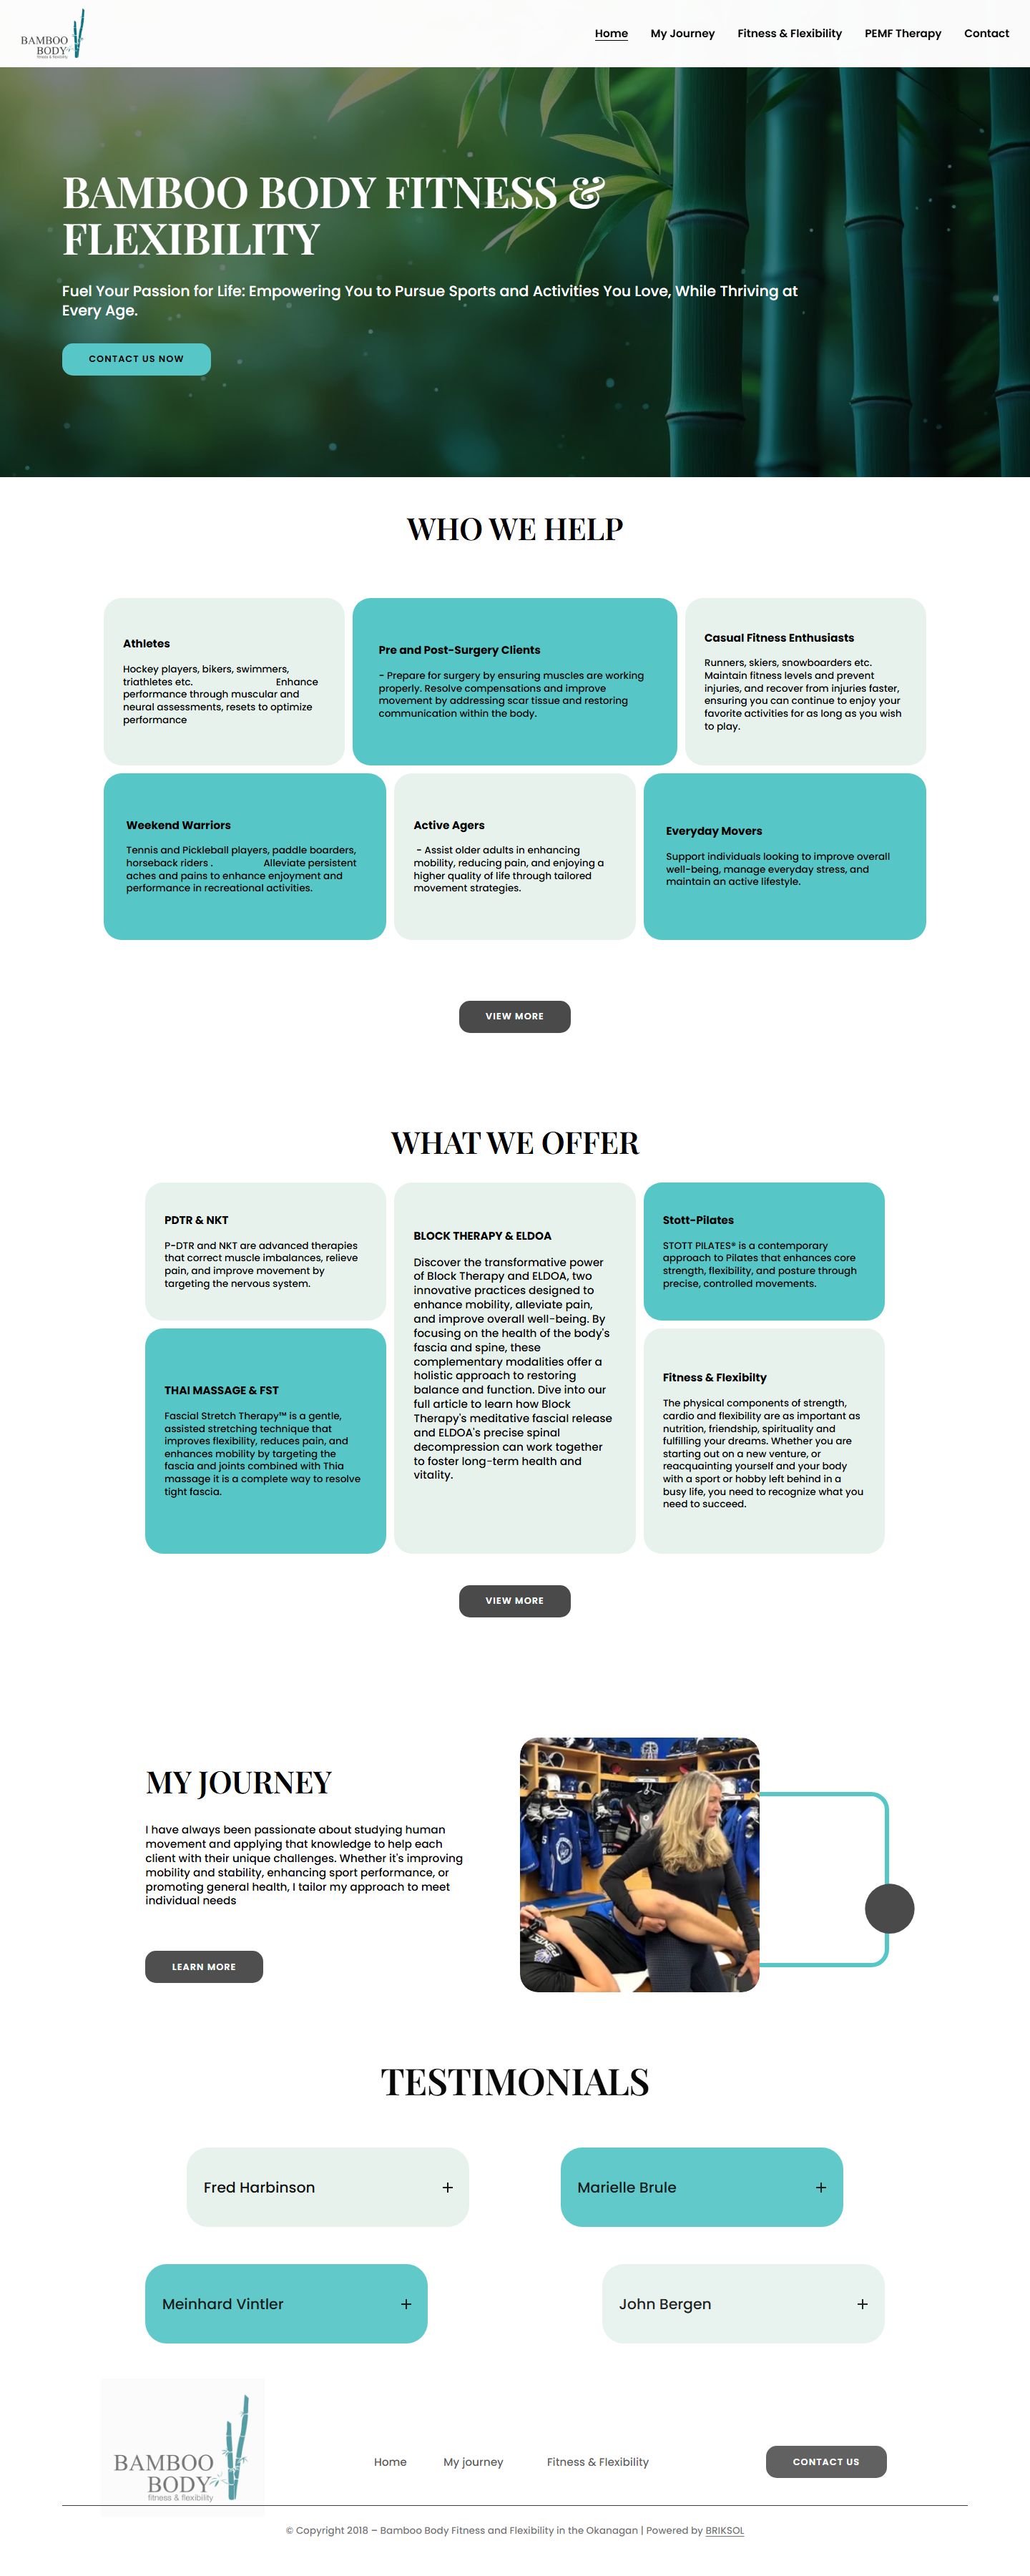 BAMBOO
BODY
fitness & flexibility
Home
My Journey
Fitness & Flexibility
PEMF Therapy
Contact
BAMBOO BODY FITNESS &
FLEXIBILITY
Fuel Your Passion for Life: Empowering You to Pursue Sports and Activities You Love, While Thriving at
Every Age.
CONTACT US NOW
WHO WE HELP
Athletes
Hockey players, bikers, swimmers,
triathletes etc. Enhance
performance through muscular and
neural assessments, resets to optimize
performance
Pre and Post-Surgery Clients
- Prepare for surgery by ensuring muscles are working
properly. Resolve compensations and improve
movement by addressing scar tissue and restoring
communication within the body.
Casual Fitness Enthusiasts
Runners, skiers, snowboarders etc.
Maintain fitness levels and prevent
injuries, and recover from injuries faster,
ensuring you can continue to enjoy your
favorite activities for as long as you wish
to play.
Weekend Warriors
Tennis and Pickleball players, paddle boarders,
horseback riders . Alleviate persistent
aches and pains to enhance enjoyment and
performance in recreational activities.
Active Agers
- Assist older adults in enhancing
mobility, reducing pain, and enjoying a
higher quality of life through tailored
movement strategies.
Everyday Movers
Support individuals looking to improve overall
well-being, manage everyday stress, and
maintain an active lifestyle.
VIEW MORE
WHAT WE OFFER
PDTR & NKT
P-DTR and NKT are advanced therapies
that correct muscle imbalances, relieve
pain, and improve movement by
targeting the nervous system.
THAI MASSAGE & FST
Fascial Stretch Therapy™ is a gentle,
assisted stretching technique that
improves flexibility, reduces pain, and
enhances mobility by targeting the
fascia and joints combined with Thia
massage it is a complete way to resolve
tight fascia.
BLOCK THERAPY & ELDOA
Discover the transformative power
of Block Therapy and ELDOA, two
innovative practices designed to
enhance mobility, alleviate pain,
and improve overall well-being. By
focusing on the health of the body's
fascia and spine, these
complementary modalities offer a
holistic approach to restoring
balance and function. Dive into our
full article to learn how Block
Therapy's meditative fascial release
and ELDOA's precise spinal
decompression can work together
to foster long-term health and
vitality.
Stott-Pilates
STOTT PILATES® is a contemporary
approach to Pilates that enhances core
strength, flexibility, and posture through
precise, controlled movements.
Fitness & Flexibilty
The physical components of strength,
cardio and flexibility are as important as
nutrition, friendship, spirituality and
fulfilling your dreams. Whether you are
starting out on a new venture, or
reacquainting yourself and your body
with a sport or hobby left behind in a
busy life, you need to recognize what you
need to succeed.
VIEW MORE
MY JOURNEY
I have always been passionate about studying human
movement and applying that knowledge to help each
client with their unique challenges. Whether it's improving
mobility and stability, enhancing sport performance, or
promoting general health, I tailor my approach to meet
individual needs
LEARN MORE
TESTIMONIALS
Fred Harbinson +
Marielle Brule +
Meinhard Vintler +
John Bergen +
BAMBOO
BODY
fitness & flexibility
Home
My journey
Fitness & Flexibility
CONTACT US
© Copyright 2018 – Bamboo Body Fitness and Flexibility in the Okanagan | Powered by BRIKSOL